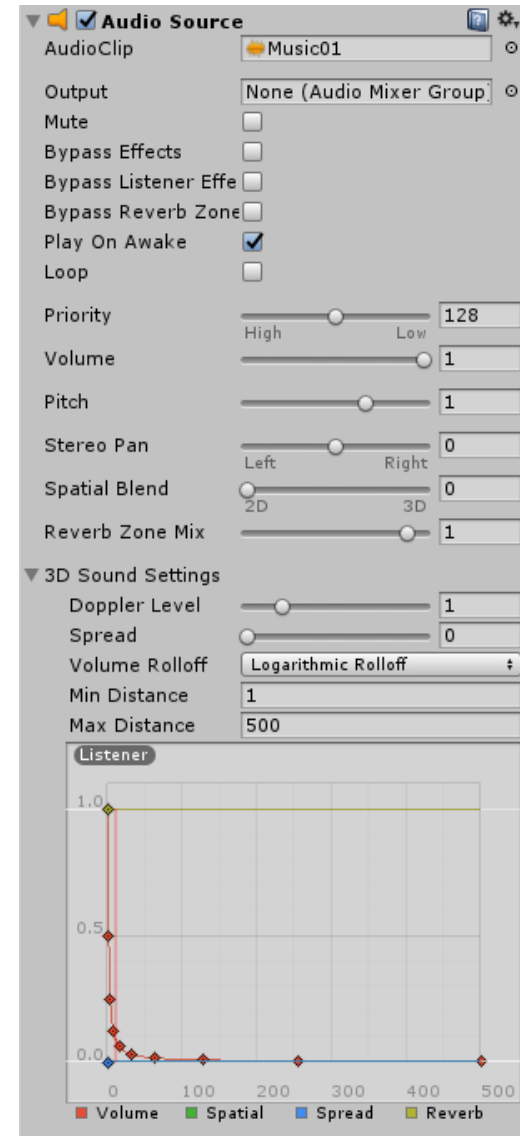 Audio Source
AudioClip Music01
Output None (Audio Mixer Group)
Mute
Bypass Effects
Bypass Listener Effe
Bypass Reverb Zone
Play On Awake
Loop
Priority 128
High Low
Volume 1
Pitch 1
Stereo Pan 0
Left Right
Spatial Blend 0
2D 3D
Reverb Zone Mix 1
3D Sound Settings
Doppler Level 1
Spread 0
Volume Rolloff Logarithmic Rolloff
Min Distance 1
Max Distance 500
Listener
1.0
0.5
0.0
0 100 200 300 400 500
Volume Spatial Spread Reverb